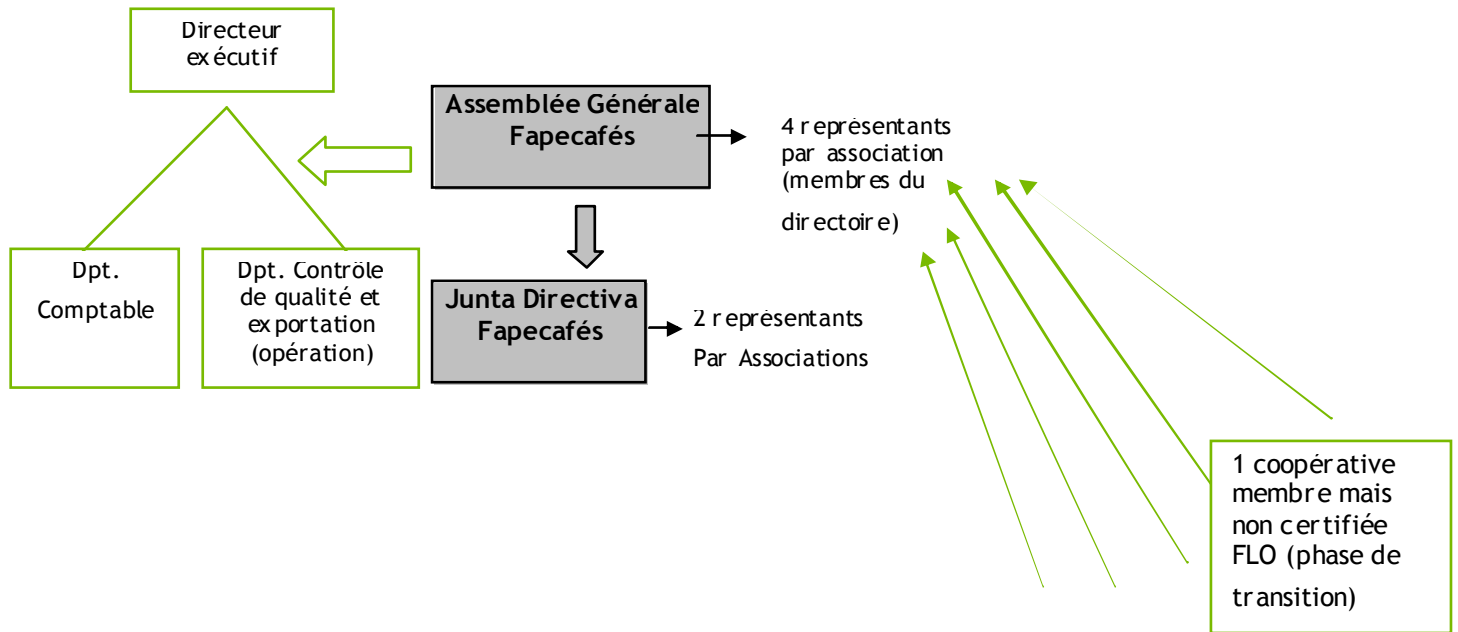 Directeur
exécutif
Assemblée Générale
Fapecafés
4 représentants
par association
(membres du
directoire)
Dpt.
Comptable
Dpt. Contrôle
de qualité et
exportation
(opération)
Junta Directiva
Fapecafés
2 représentants
Par Associations
1 coopérative
membre mais
non certifiée
FLO (phase de
transition)